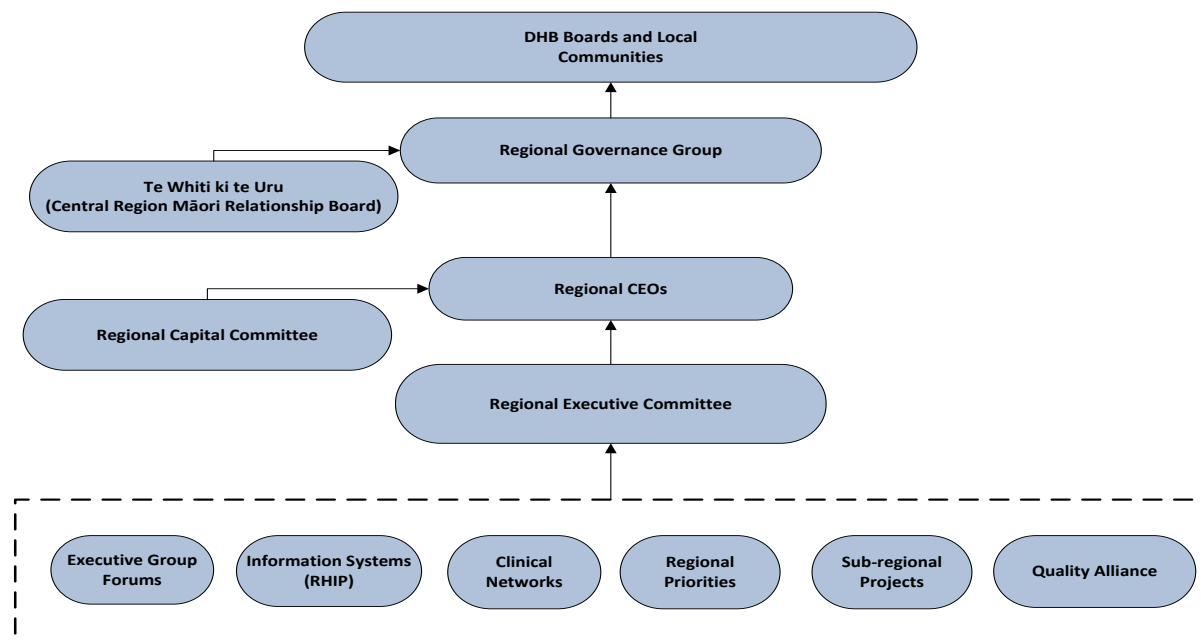 DHB Boards and Local
Communities
Regional Governance Group
Te Whiti ki te Uru
(Central Region Māori Relationship Board)
Regional CEOs
Regional Capital Committee
Regional Executive Committee
Executive Group
Forums
Information Systems
(RHIP)
Clinical
Networks
Regional
Priorities
Sub-regional
Projects
Quality Alliance